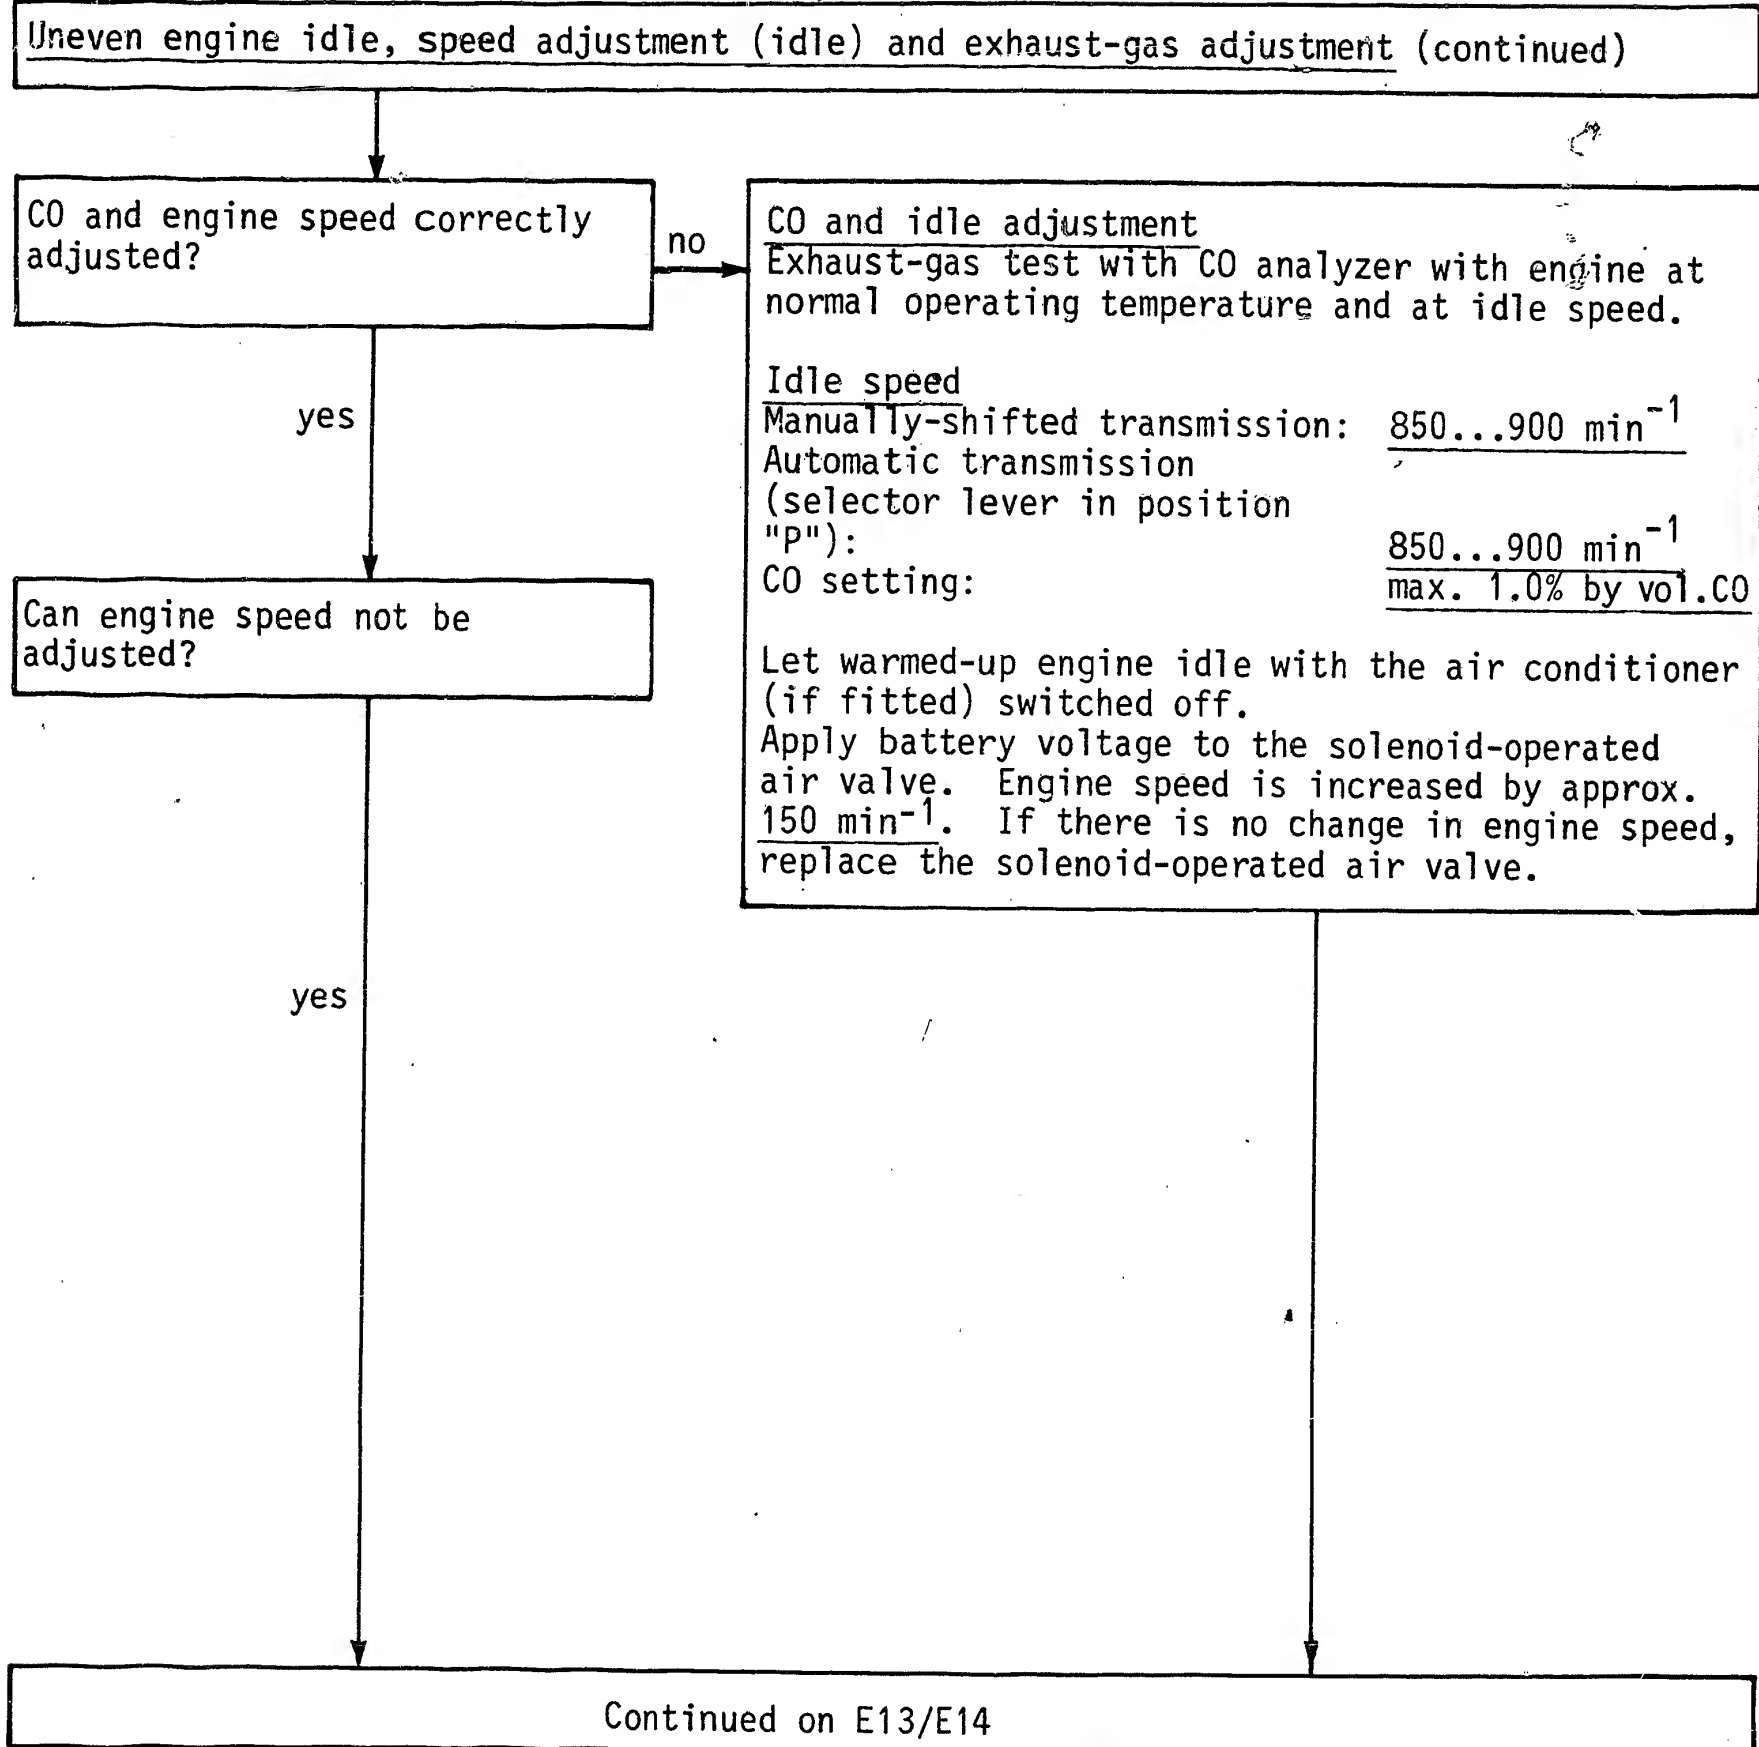 Uneven engine idle, speed adjustment (idle) and exhaust-gas adjustment (continued)
CO and engine speed correctly
adjusted?
no
yes
Can engine speed not be
adjusted?
yes
CO and idle adjustment
Exhaust-gas test with CO analyzer with engine at
normal operating temperature and at idle speed.
Idle speed
Manually-shifted transmission: 850...900 min⁻¹
Automatic transmission
(selector lever in position
"P"): 850...900 min⁻¹
CO setting: max. 1.0% by vol.CO
Let warmed-up engine idle with the air conditioner
(if fitted) switched off.
Apply battery voltage to the solenoid-operated
air valve. Engine speed is increased by approx.
150 min⁻¹. If there is no change in engine speed,
replace the solenoid-operated air valve.
Continued on E13/E14